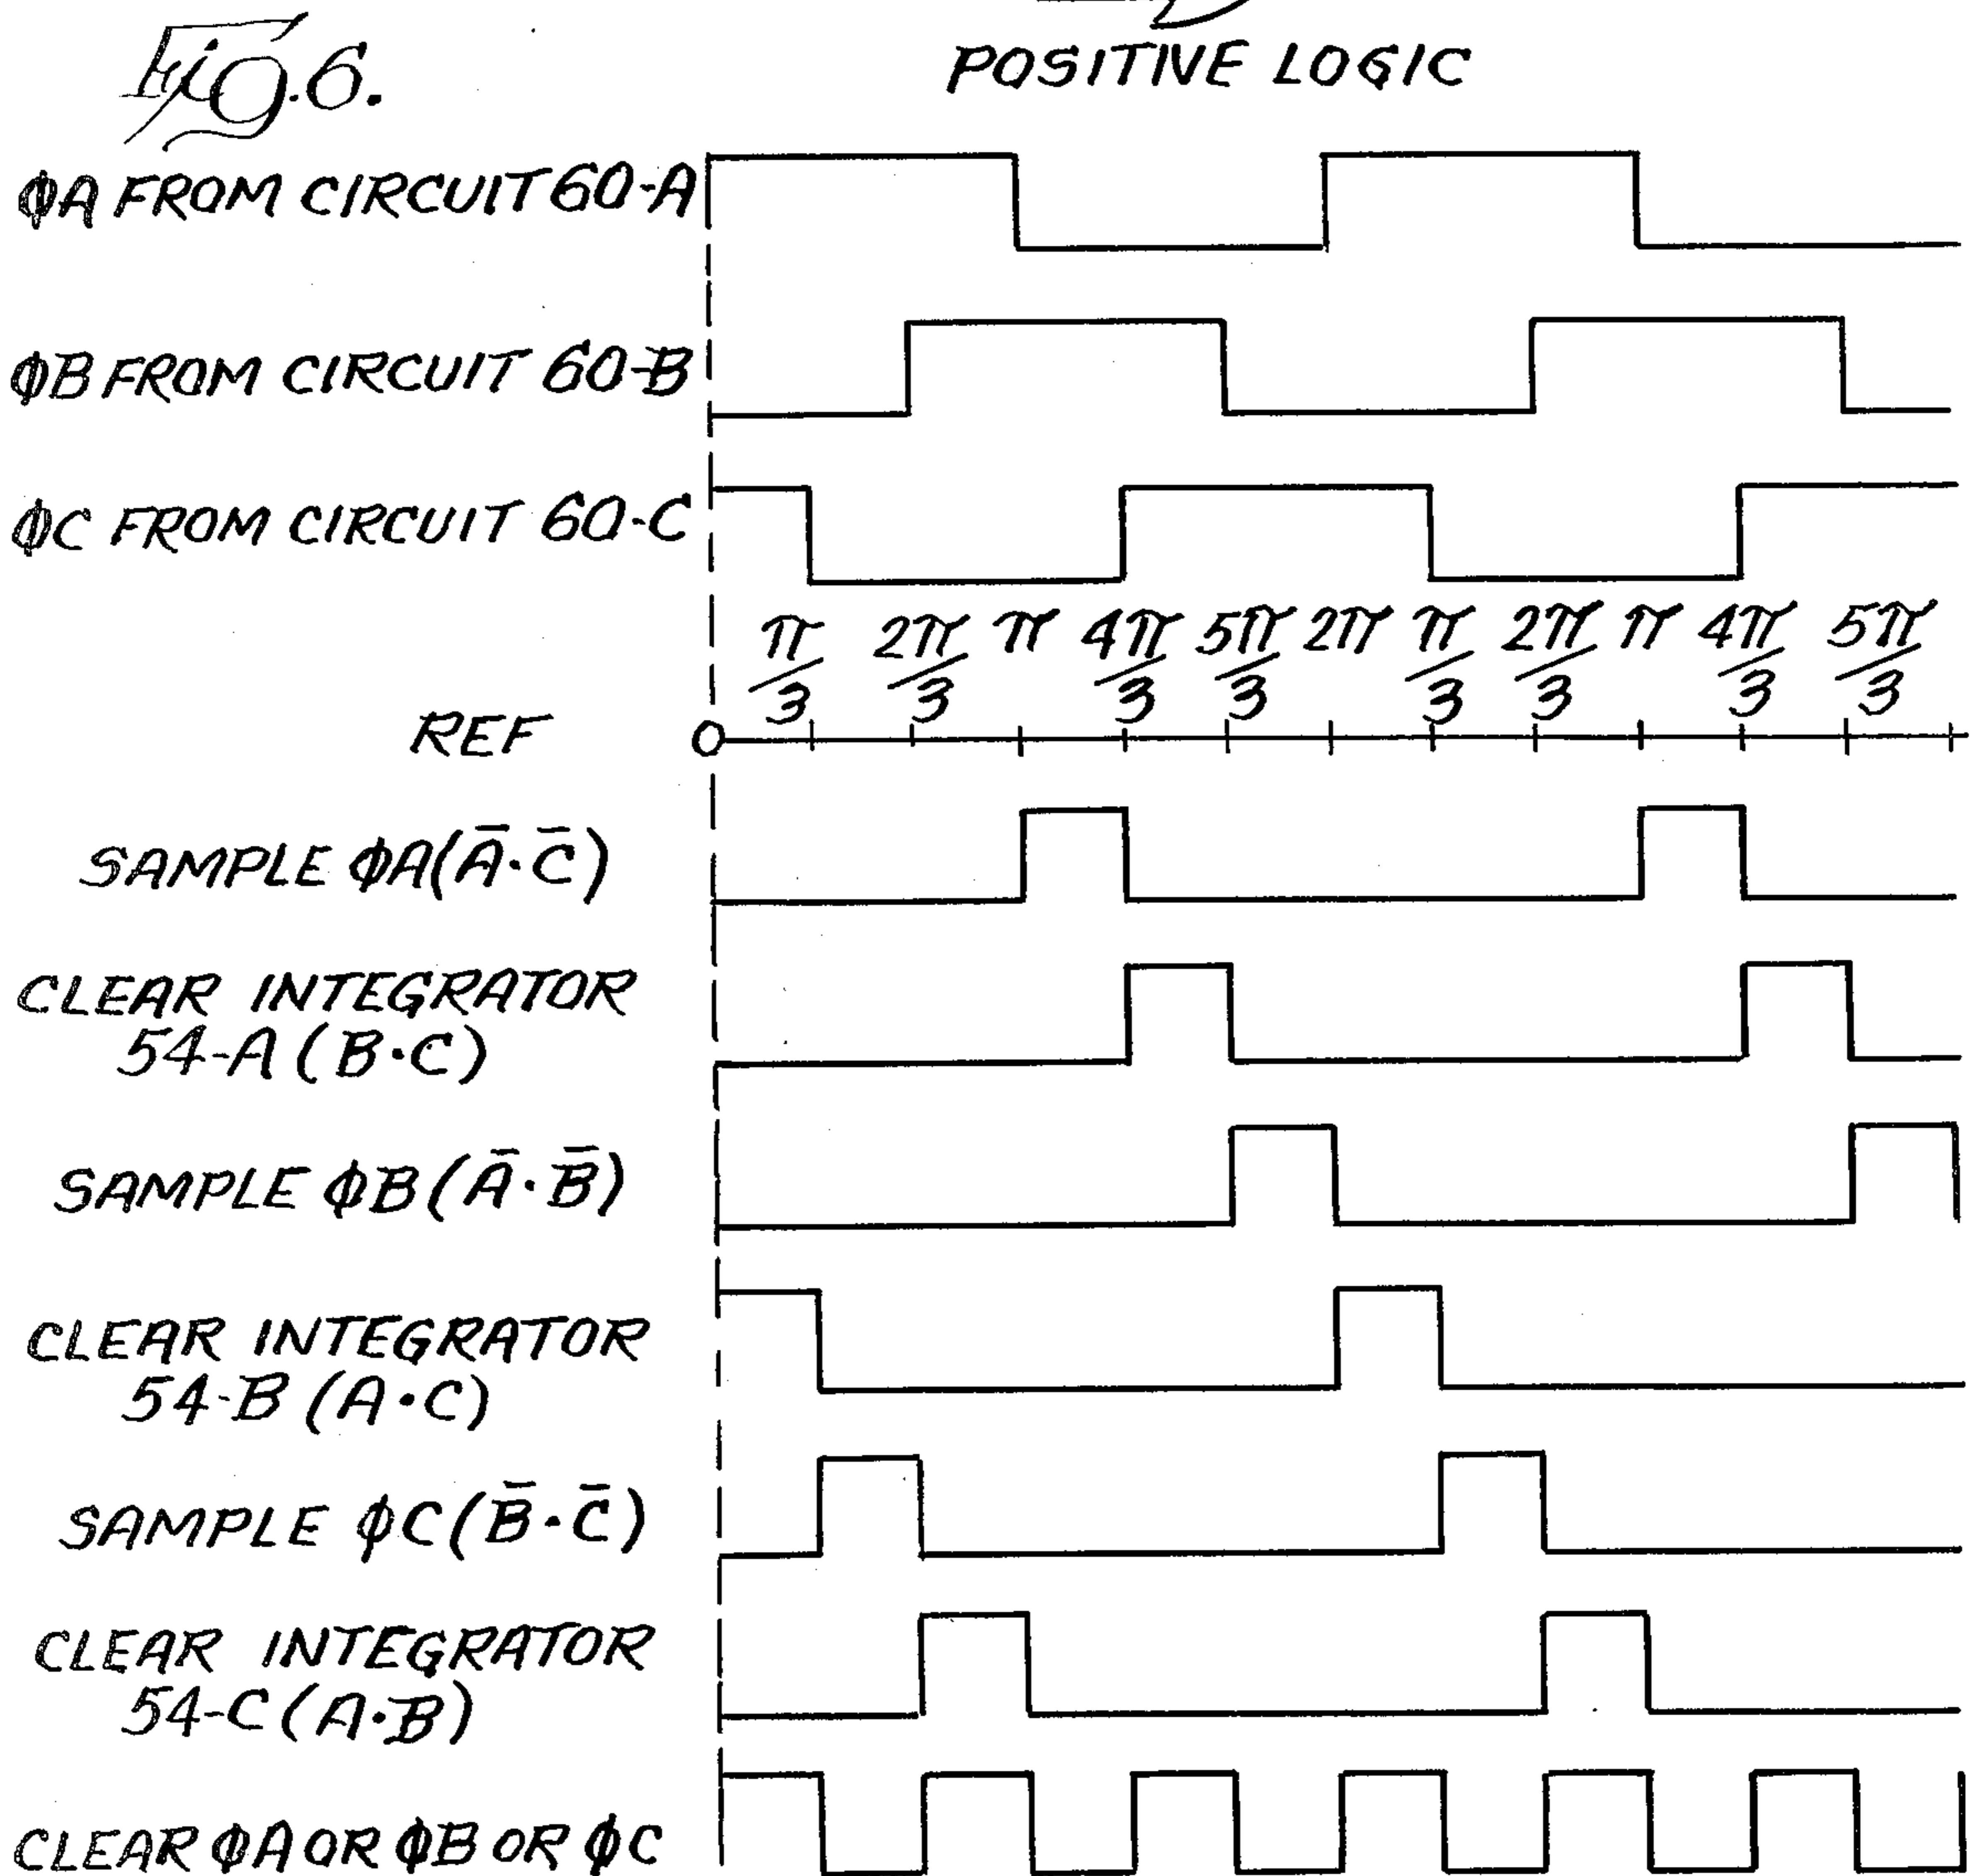 Fig. 6.
POSITIVE LOGIC
ΦA FROM CIRCUIT 60-A
ΦB FROM CIRCUIT 60-B
ΦC FROM CIRCUIT 60-C
π/3 2π/3 π 4π/3 5π/3 2π π/3 2π/3 π 4π/3 5π/3
REF 0
SAMPLE ΦA(A̅·C̅)
CLEAR INTEGRATOR
54-A (B·C)
SAMPLE ΦB(A̅·B̅)
CLEAR INTEGRATOR
54-B (A·C)
SAMPLE ΦC(B̅·C̅)
CLEAR INTEGRATOR
54-C (A·B)
CLEAR ΦA OR ΦB OR ΦC